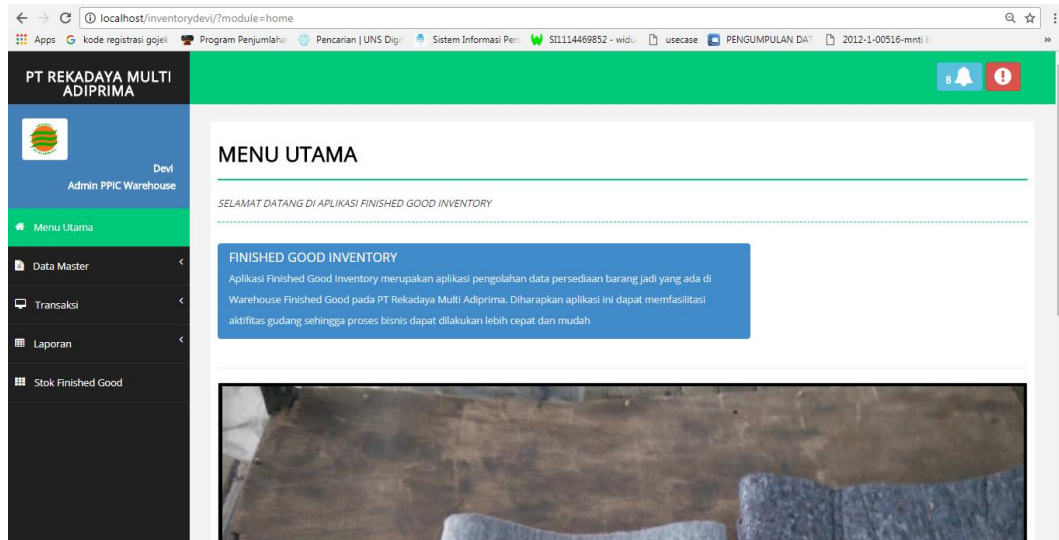 localhost/inventorydevi/?module=home
Apps kode registrasi gojek Program Penjumlaha Pencarian | UNS Digi Sistem Informasi Pers SI1114469852 - widu usecase PENGUMPULAN DAT 2012-1-00516-mnti
PT REKADAYA MULTI
ADIPRIMA
8
Devi
Admin PPIC Warehouse
Menu Utama
Data Master
Transaksi
Laporan
Stok Finished Good
MENU UTAMA
SELAMAT DATANG DI APLIKASI FINISHED GOOD INVENTORY
FINISHED GOOD INVENTORY
Aplikasi Finished Good Inventory merupakan aplikasi pengolahan data persediaan barang jadi yang ada di
Warehouse Finished Good pada PT Rekadaya Multi Adiprima. Diharapkan aplikasi ini dapat memfasilitasi
aktifitas gudang sehingga proses bisnis dapat dilakukan lebih cepat dan mudah